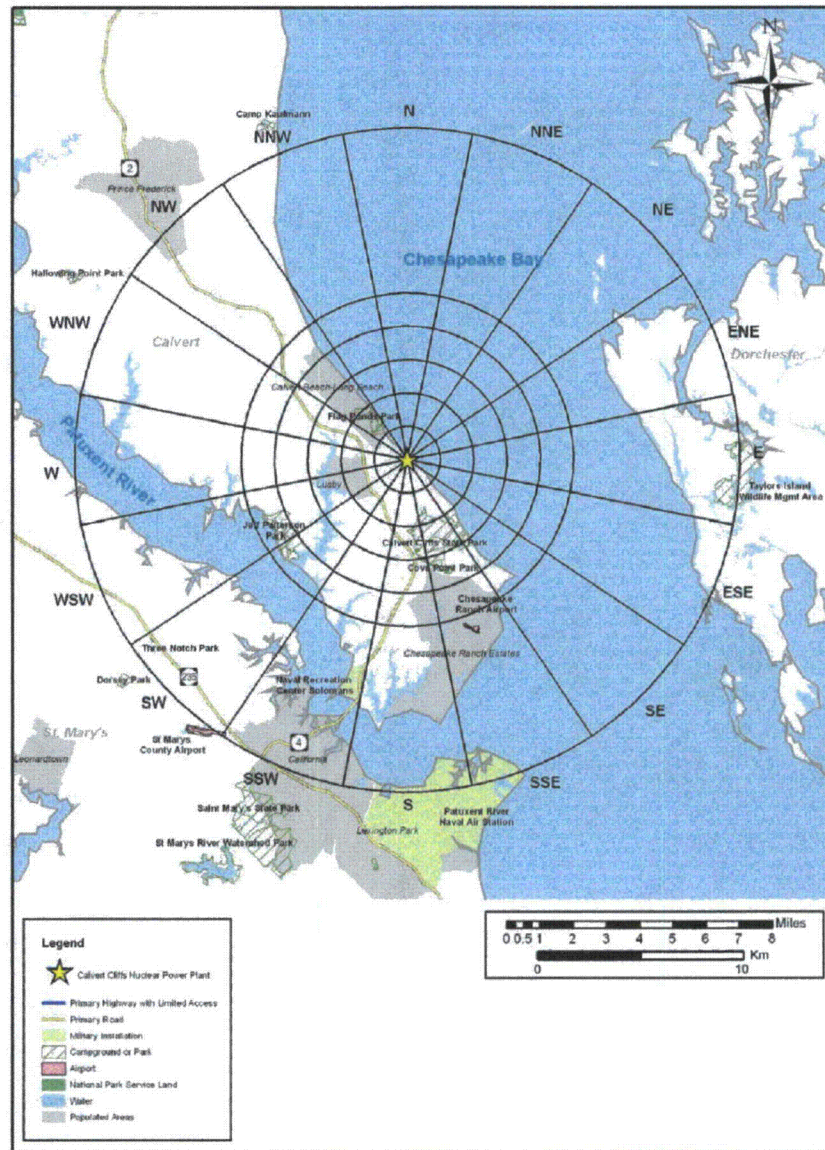 N
Camp Kaufmann
NNW
N
NNE
2
Prince Frederick
NW
NE
Chesapeake Bay
Hallowing Point Park
WNW
Calvert
ENE
Dorchester
Calvert Beach-Long Beach
Flag Ponds Park
Patuxent River
W
Lusby
E
Taylors Island
Wildlife Mgmt Area
Jeff Patterson
Park
Calvert Cliffs State Park
Cove Point Park
WSW
ESE
Chesapeake
Ranch Airport
Three Notch Park
Chesapeake Ranch Estates
Dorsey Park
235
Naval Recreation
Center Solomons
SW
SE
St. Mary's
St Marys
County Airport
4
California
Leonardtown
SSW
S
SSE
Saint Mary's State Park
Patuxent River
Naval Air Station
Lexington Park
St Marys River Watershed Park
Legend
Calvert Cliffs Nuclear Power Plant
Primary Highway with Limited Access
Primary Road
Military Installation
Campground or Park
Airport
National Park Service Land
Water
Populated Areas
Miles
0 0.5 1 2 3 4 5 6 7 8
Km
0 10